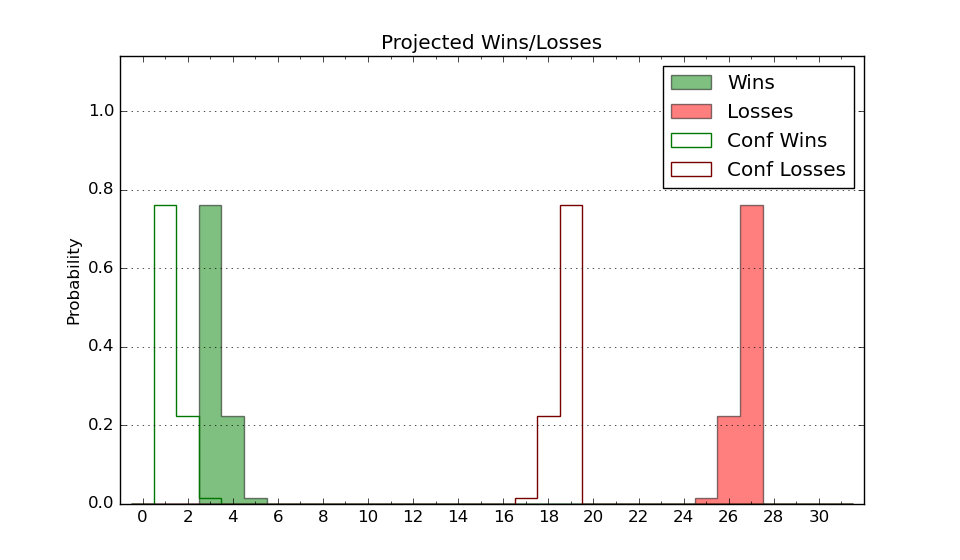 Projected Wins/Losses
Wins
Losses
Conf Wins
Conf Losses
Probability
1.0
0.8
0.6
0.4
0.2
0.0
0 2 4 6 8 10 12 14 16 18 20 22 24 26 28 30